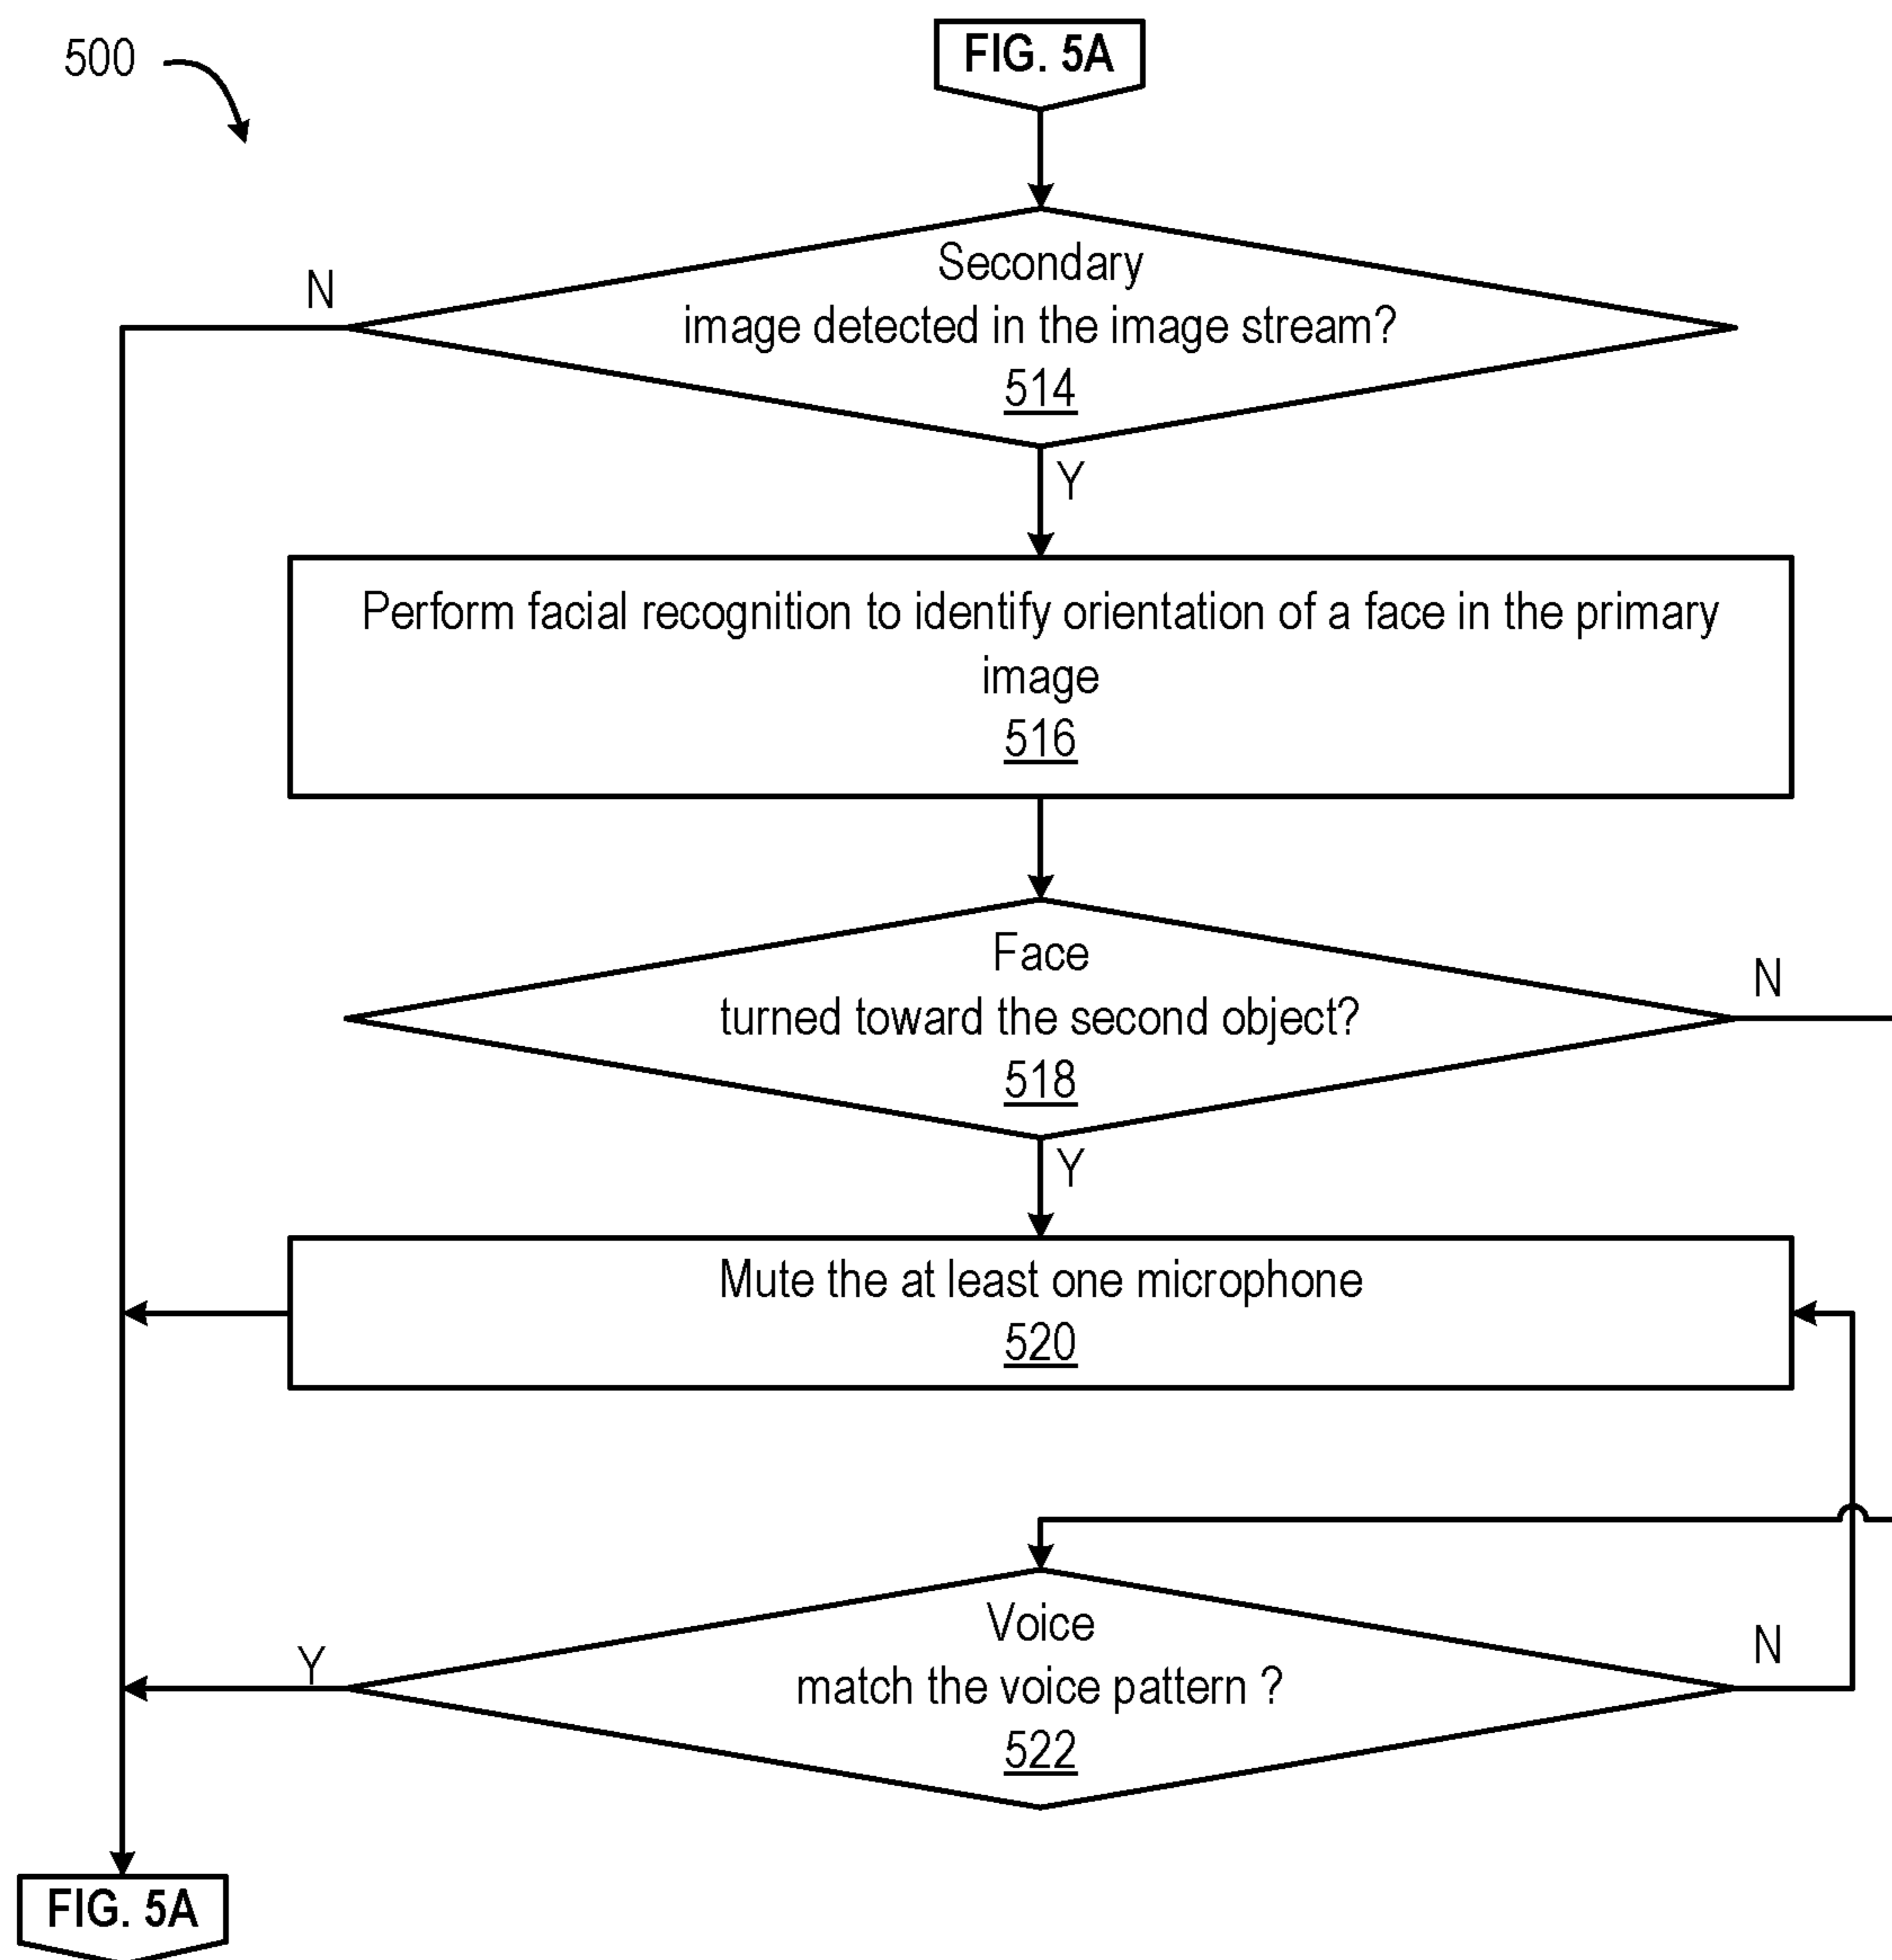 500
FIG. 5A
Secondary
image detected in the image stream?
514
N
Y
Perform facial recognition to identify orientation of a face in the primary
image
516
Face
turned toward the second object?
518
N
Y
Mute the at least one microphone
520
Voice
match the voice pattern ?
522
Y
N
FIG. 5A